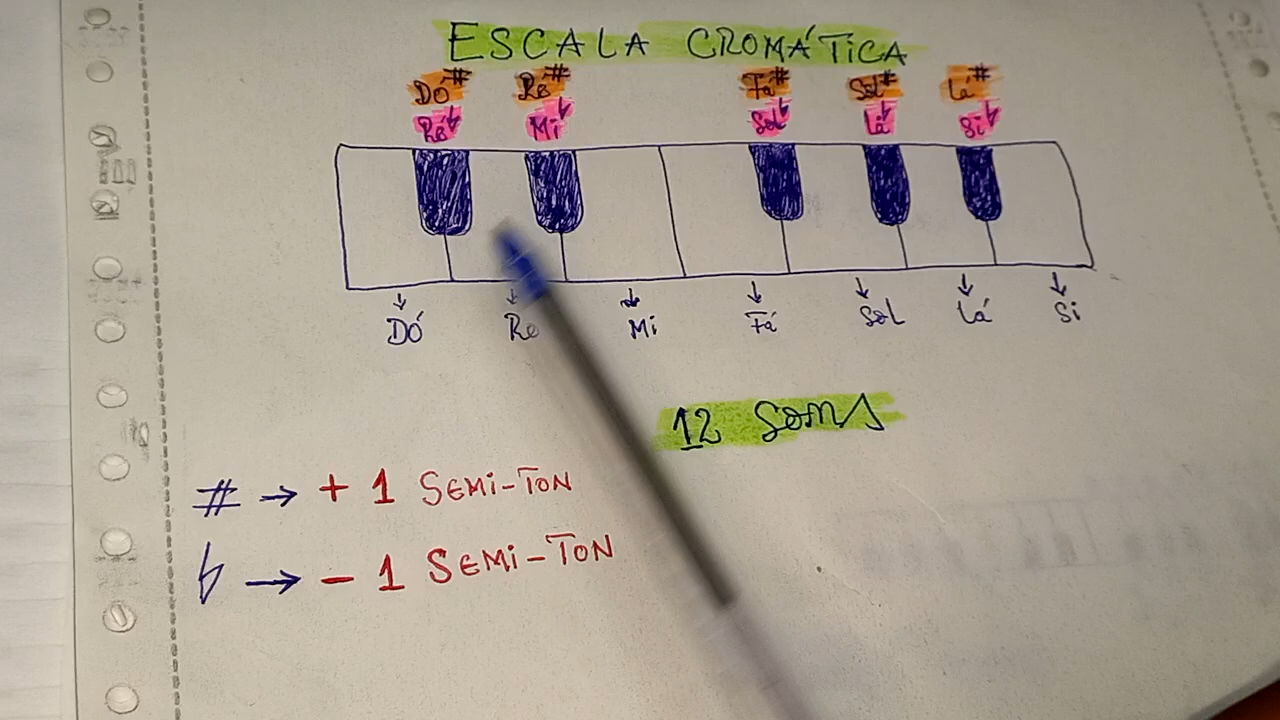 ESCALA CROMÁTICA
Dó# Ré# Fá# Sol# Lá#
Ré♭ Mi♭ Sol♭ Lá♭ Si♭
Dó Re Mi Fá Sol Lá Si
12 SONS
# → + 1 SEMI-TON
♭ → - 1 SEMI-TON